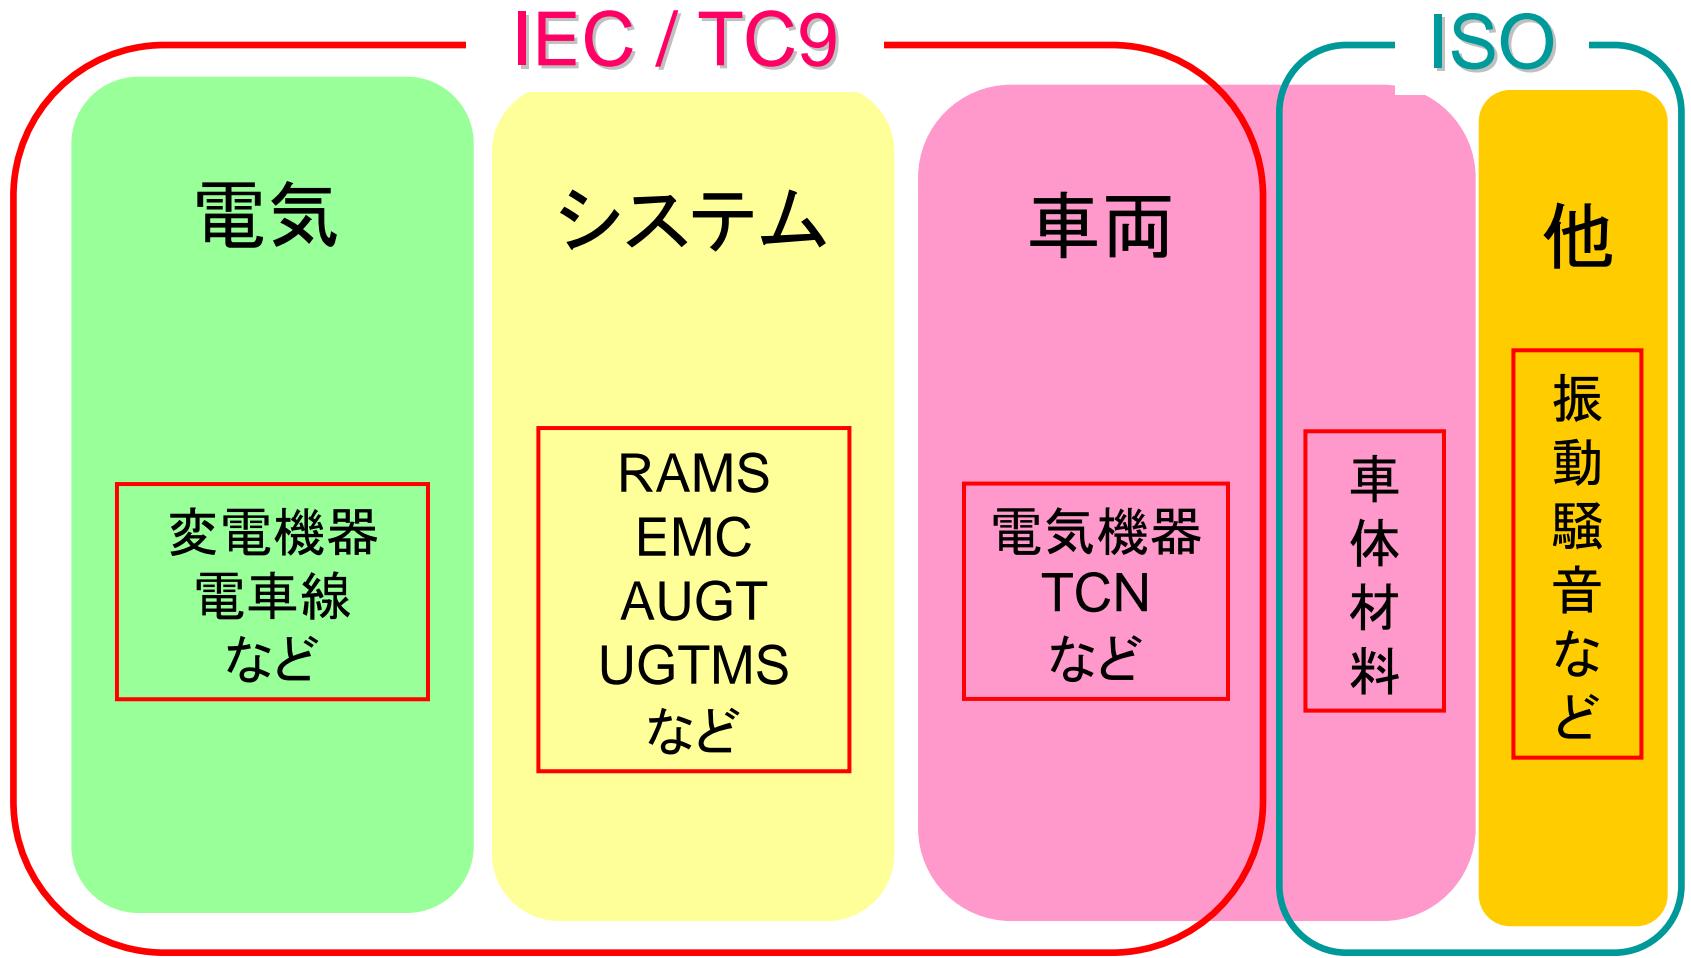 IEC / TC9
ISO
電気
変電機器
電車線
など
システム
RAMS
EMC
AUGT
UGTMS
など
車両
電気機器
TCN
など
車体材料
他
振動騒音など